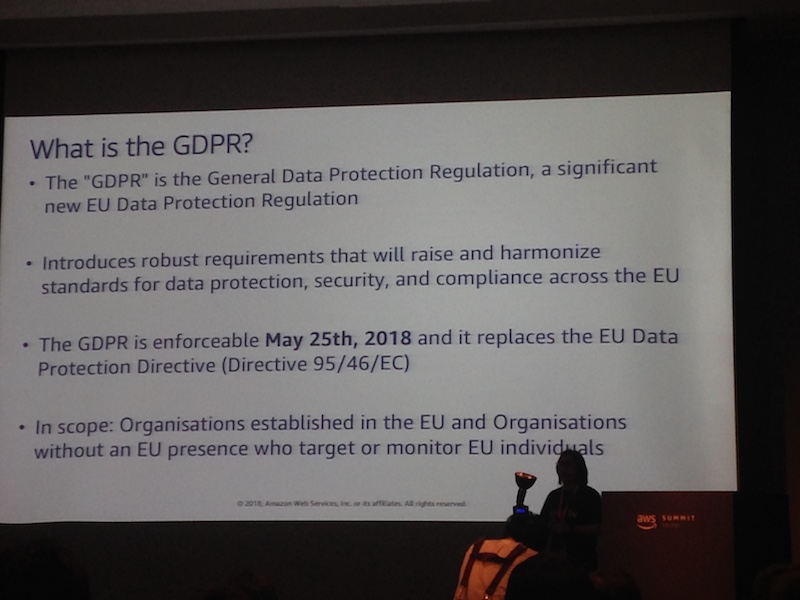 What is the GDPR?
• The "GDPR" is the General Data Protection Regulation, a significant
new EU Data Protection Regulation
• Introduces robust requirements that will raise and harmonize
standards for data protection, security, and compliance across the EU
• The GDPR is enforceable May 25th, 2018 and it replaces the EU Data
Protection Directive (Directive 95/46/EC)
• In scope: Organisations established in the EU and Organisations
without an EU presence who target or monitor EU individuals
© 2018, Amazon Web Services, Inc. or its affiliates. All rights reserved.
aws SUMMIT